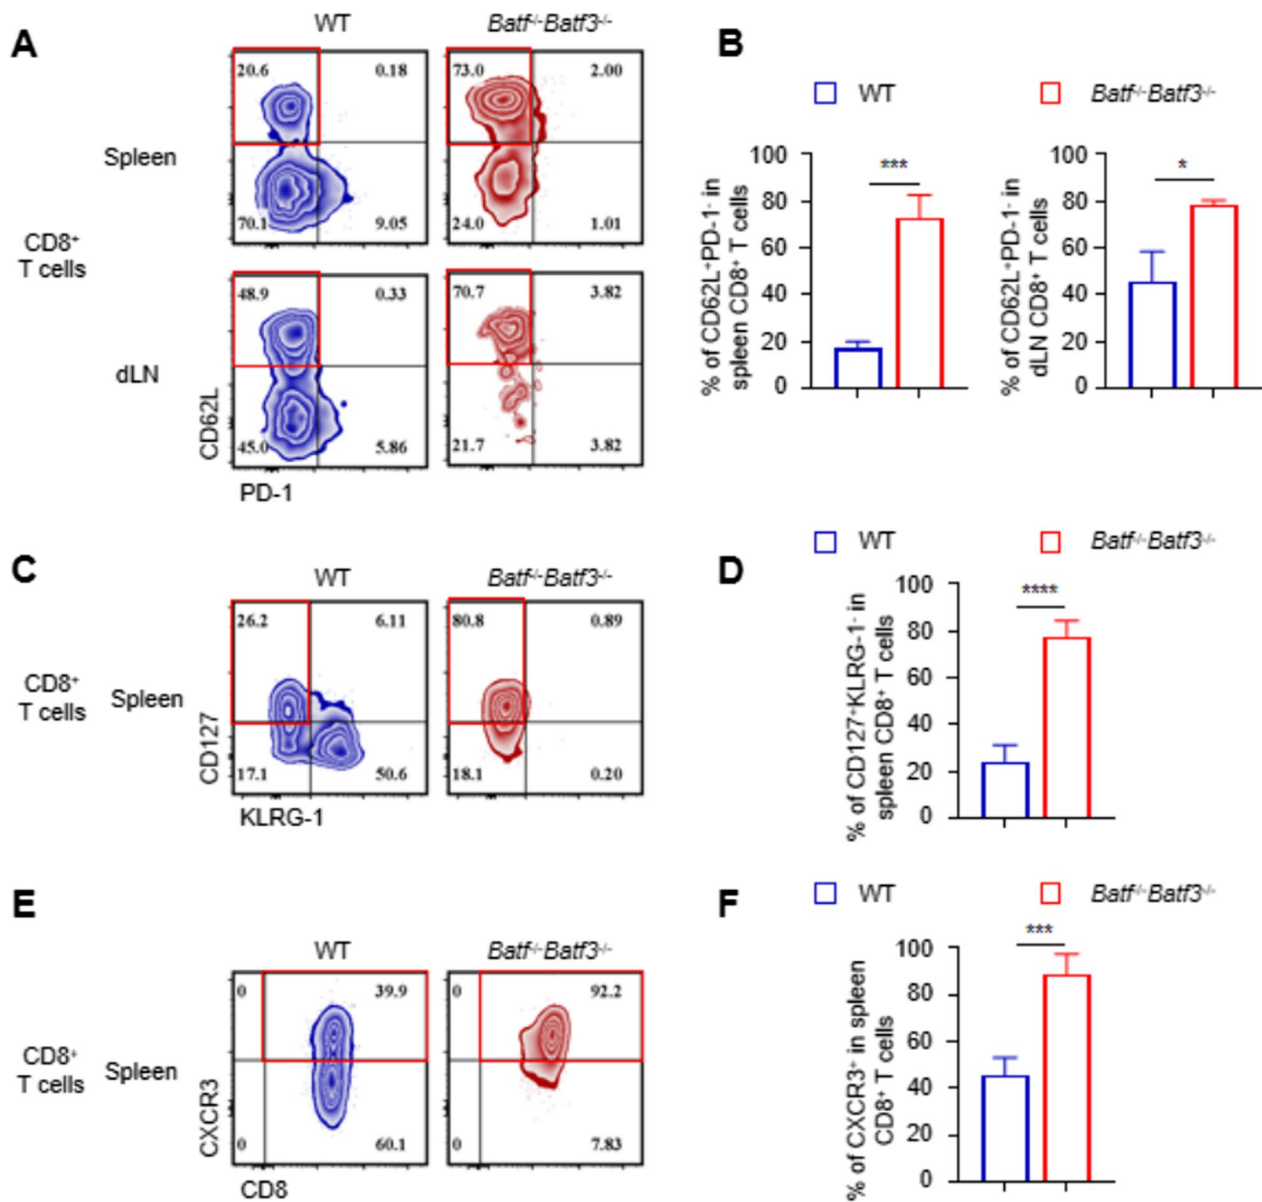 A
WT
Batf-/-Batf3-/-
20.6
0.18
73.0
2.00
Spleen
70.1
9.05
24.0
1.01
CD8+
T cells
48.9
0.33
70.7
3.82
dLN
45.0
5.86
21.7
3.82
CD62L
PD-1
B
WT
Batf-/-Batf3-/-
% of CD62L+PD-1- in
spleen CD8+ T cells
100
80
60
40
20
0
***
% of CD62L+PD-1- in
dLN CD8+ T cells
100
80
60
40
20
0
*
C
WT
Batf-/-Batf3-/-
CD8+
T cells
Spleen
26.2
6.11
80.8
0.89
17.1
50.6
18.1
0.20
CD127
KLRG-1
D
WT
Batf-/-Batf3-/-
% of CD127+KLRG-1- in
spleen CD8+ T cells
100
80
60
40
20
0
****
E
WT
Batf-/-Batf3-/-
CD8+
T cells
Spleen
0
39.9
0
92.2
0
60.1
0
7.83
CXCR3
CD8
F
WT
Batf-/-Batf3-/-
% of CXCR3+ in spleen
CD8+ T cells
100
80
60
40
20
0
***